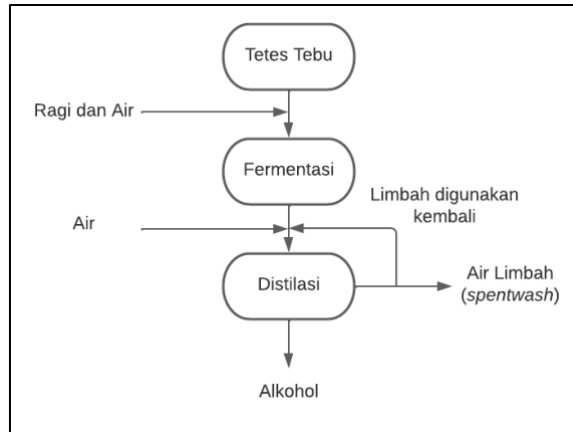 Tetes Tebu
Ragi dan Air
Fermentasi
Limbah digunakan
kembali
Air
Distilasi
Air Limbah
(spentwash)
Alkohol